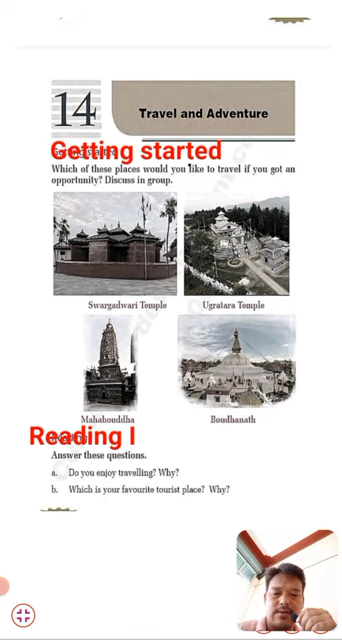 14
Travel and Adventure
Getting started
Which of these places would you like to travel if you got an
opportunity? Discuss in group.
Swargadwari Temple
Ugratara Temple
Mahabouddha
Boudhanath
Reading I
Answer these questions.
a. Do you enjoy travelling? Why?
b. Which is your favourite tourist place? Why?